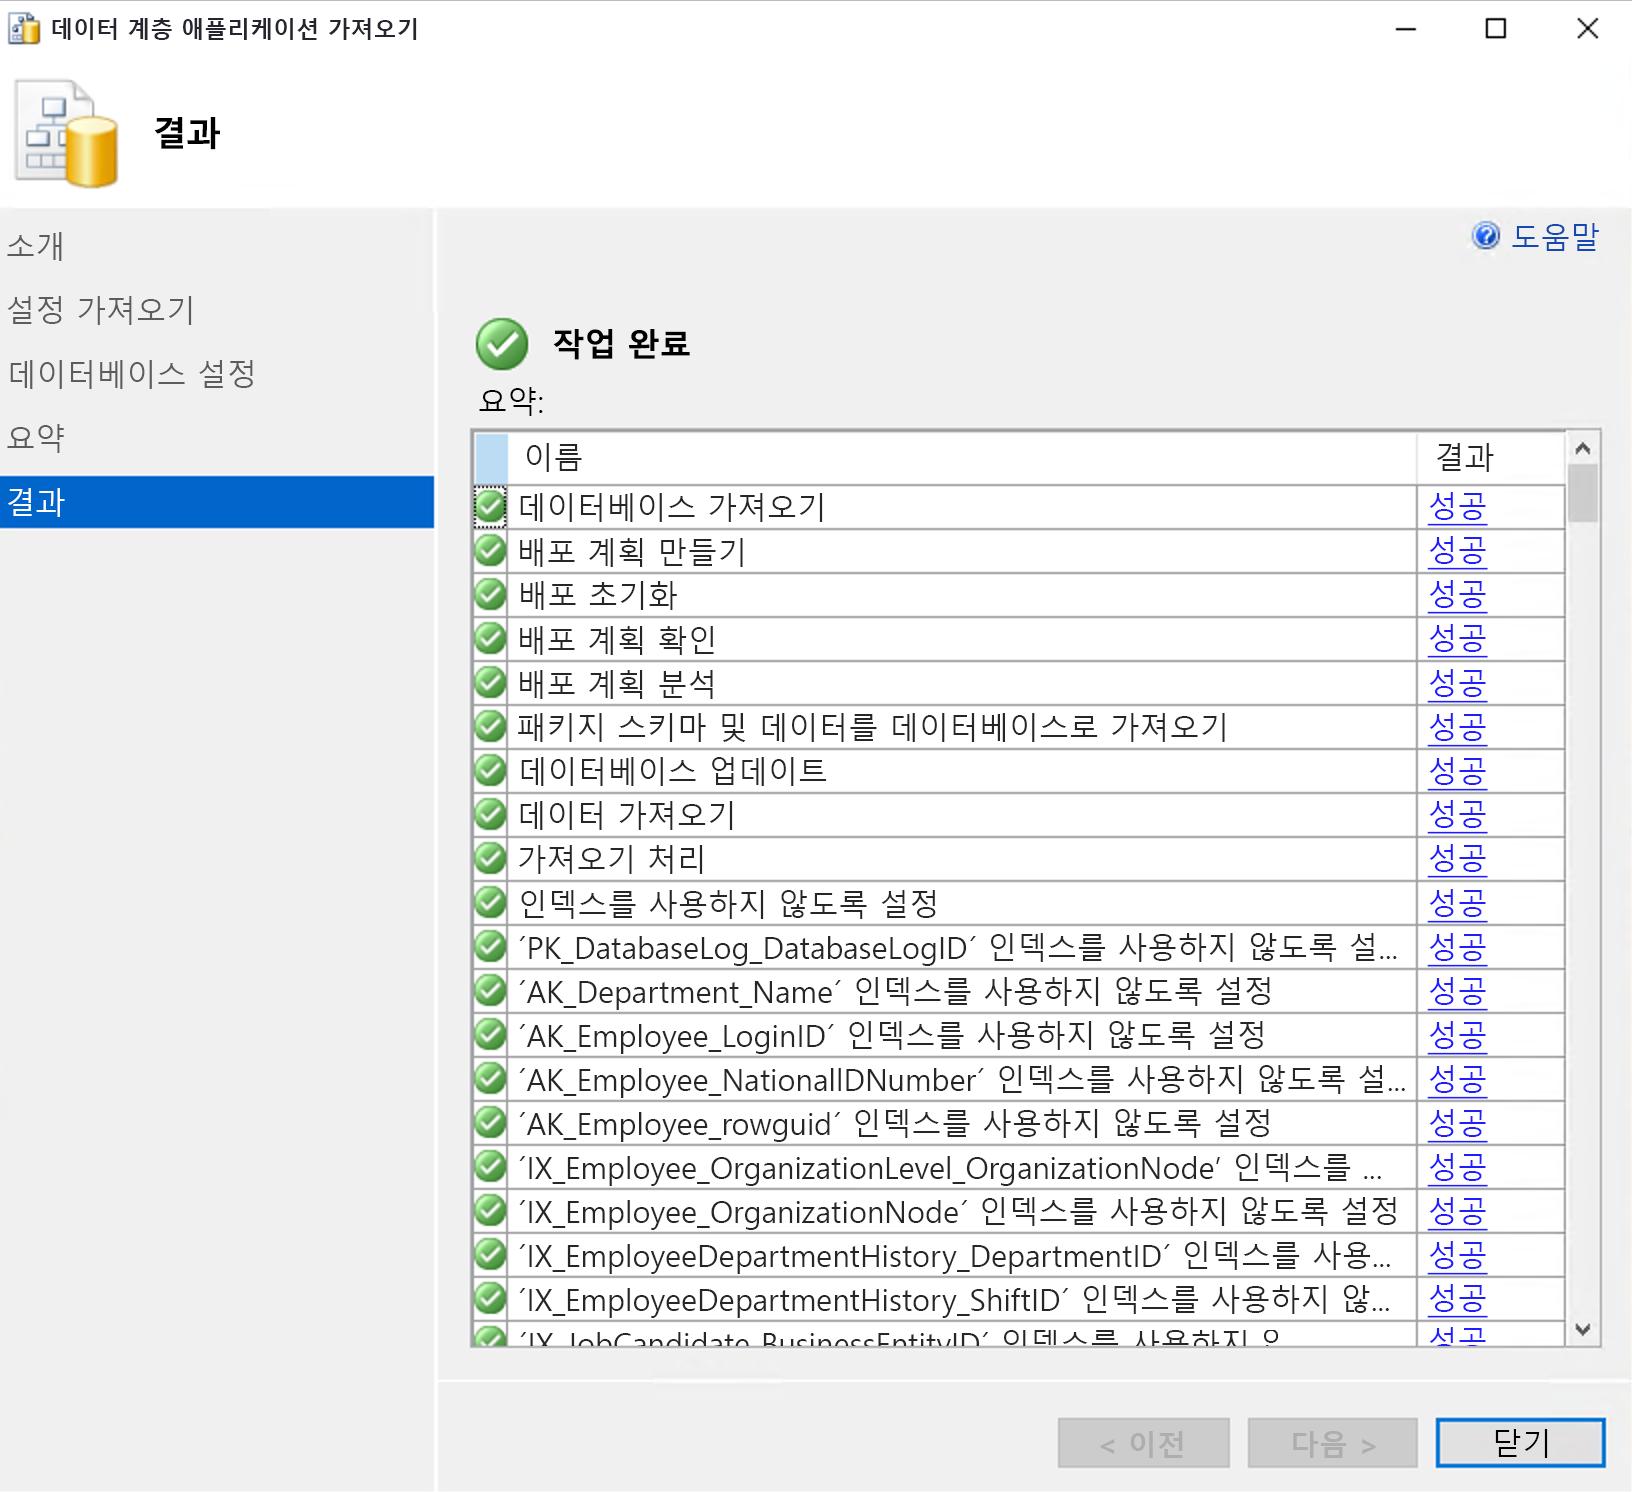 데이터 계층 애플리케이션 가져오기
결과
소개
설정 가져오기
데이터베이스 설정
요약
결과
도움말
작업 완료
요약:
이름 결과
데이터베이스 가져오기 성공
배포 계획 만들기 성공
배포 초기화 성공
배포 계획 확인 성공
배포 계획 분석 성공
패키지 스키마 및 데이터를 데이터베이스로 가져오기 성공
데이터베이스 업데이트 성공
데이터 가져오기 성공
가져오기 처리 성공
인덱스를 사용하지 않도록 설정 성공
´PK_DatabaseLog_DatabaseLogID´ 인덱스를 사용하지 않도록 설... 성공
´AK_Department_Name´ 인덱스를 사용하지 않도록 설정 성공
´AK_Employee_LoginID´ 인덱스를 사용하지 않도록 설정 성공
´AK_Employee_NationalIDNumber´ 인덱스를 사용하지 않도록 설... 성공
´AK_Employee_rowguid´ 인덱스를 사용하지 않도록 설정 성공
´IX_Employee_OrganizationLevel_OrganizationNode’ 인덱스를 ... 성공
´IX_Employee_OrganizationNode´ 인덱스를 사용하지 않도록 설정 성공
´IX_EmployeeDepartmentHistory_DepartmentID´ 인덱스를 사용... 성공
´IX_EmployeeDepartmentHistory_ShiftID´ 인덱스를 사용하지 않... 성공
´IX_JobCandidate_BusinessEntityID´ 인덱스를 사용하지 성공
< 이전 다음 > 닫기